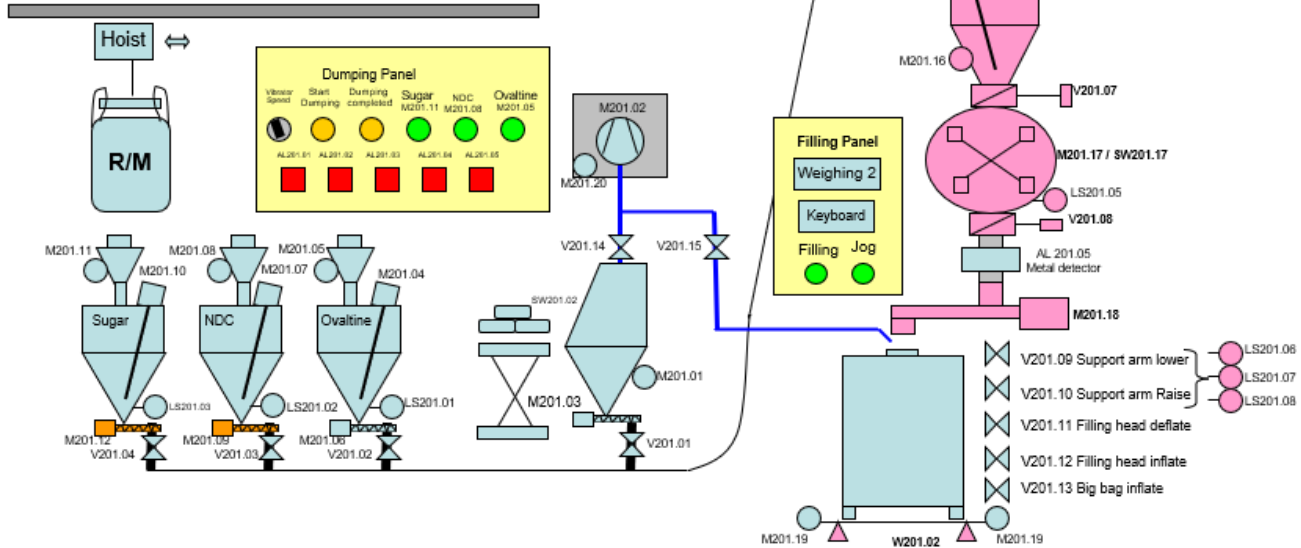 Hoist
R/M
Dumping Panel
Vibrator Speed
Start Dumping
Dumping completed
Sugar M201.11
NDC M201.08
Ovaltine M201.05
AL201.01
AL201.02
AL201.03
AL201.04
AL201.05
M201.02
M201.20
Filling Panel
Weighing 2
Keyboard
Filling
Jog
M201.16
V201.07
M201.17 / SW201.17
LS201.05
V201.08
AL 201.05
Metal detector
M201.18
M201.11
M201.10
M201.08
M201.07
M201.05
M201.04
V201.14
V201.15
Sugar
NDC
Ovaltine
SW201.02
M201.03
M201.01
LS201.03
LS201.02
LS201.01
M201.12
M201.09
M201.06
V201.04
V201.03
V201.02
V201.01
V201.09 Support arm lower
V201.10 Support arm Raise
V201.11 Filling head deflate
V201.12 Filling head inflate
V201.13 Big bag inflate
LS201.06
LS201.07
LS201.08
M201.19
W201.02
M201.19